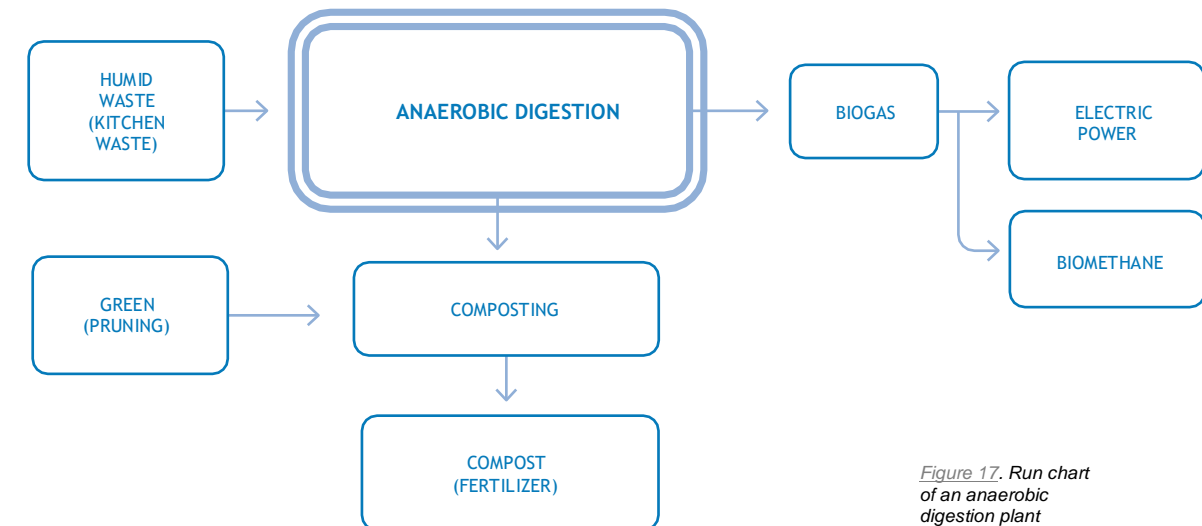 HUMID
WASTE
(KITCHEN
WASTE)
ANAEROBIC DIGESTION
BIOGAS
ELECTRIC
POWER
BIOMETHANE
GREEN
(PRUNING)
COMPOSTING
COMPOST
(FERTILIZER)
Figure 17. Run chart
of an anaerobic
digestion plant